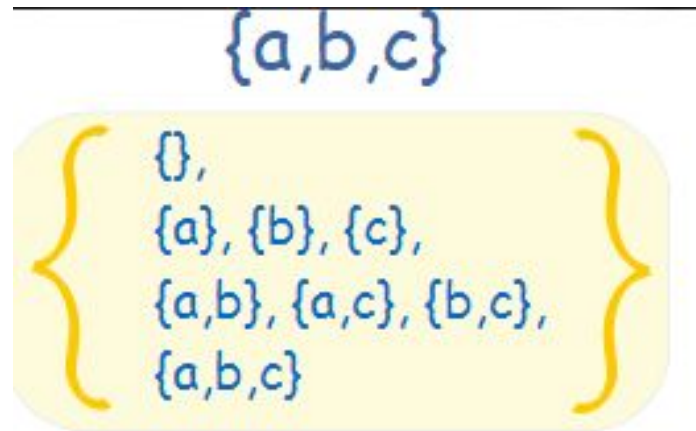 {a,b,c}
{},
{a}, {b}, {c},
{a,b}, {a,c}, {b,c},
{a,b,c}